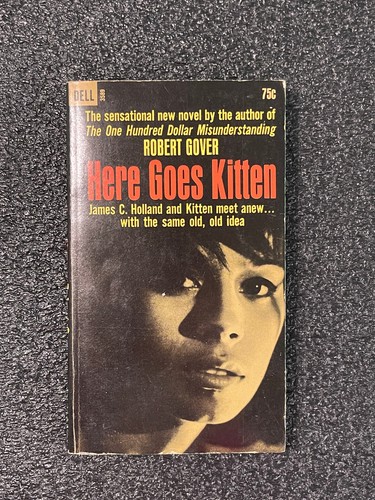 DELL 3589 75c
The sensational new novel by the author of
The One Hundred Dollar Misunderstanding
ROBERT GOVER
Here Goes Kitten
James C. Holland and Kitten meet anew...
with the same old, old idea